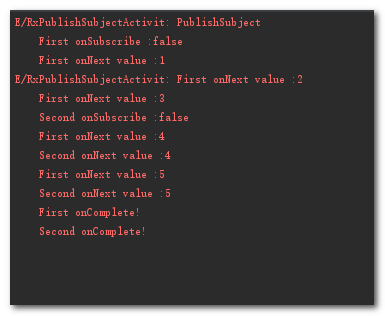 E/RxPublishSubjectActivit: PublishSubject
First onSubscribe :false
First onNext value :1
E/RxPublishSubjectActivit: First onNext value :2
First onNext value :3
Second onSubscribe :false
First onNext value :4
Second onNext value :4
First onNext value :5
Second onNext value :5
First onComplete!
Second onComplete!